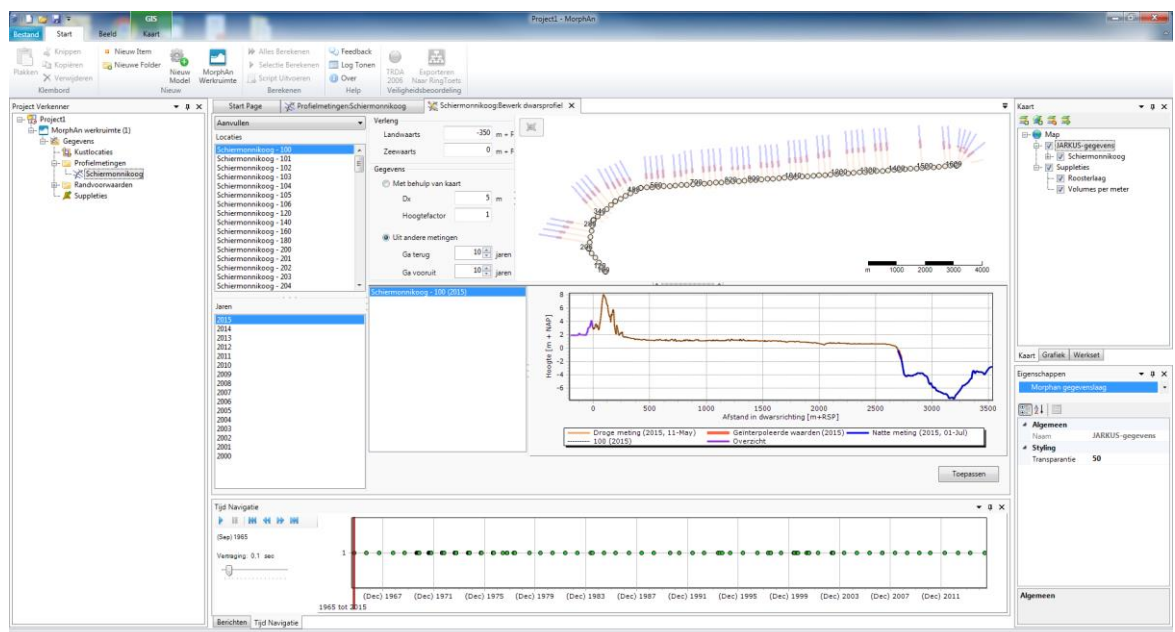 GIS
Project1 - MorphAn
Bestand Start Beeld Kaart
Plakken
Knippen
Kopiëren
Verwijderen
Klembord
Nieuw Item
Nieuwe Folder
Nieuw Model
MorphAn Werkruimte
Nieuw
Alles Berekenen
Selectie Berekenen
Script Uitvoeren
Berekenen
Feedback
Log Tonen
Over
Help
TRDA 2006
Exporteren Naar RingToets
Veiligheidsbeoordeling
Project Verkenner
Project1
MorphAn werkruimte (1)
Gegevens
Kustlocaties
Profielmetingen
Schiermonnikoog
Randvoorwaarden
Suppleties
Start Page
Profielmetingen:Schiermonnikoog
Schiermonnikoog:Bewerk dwarsprofiel
Aanvullen
Locaties
Schiermonnikoog - 100
Schiermonnikoog - 101
Schiermonnikoog - 102
Schiermonnikoog - 103
Schiermonnikoog - 104
Schiermonnikoog - 105
Schiermonnikoog - 106
Schiermonnikoog - 120
Schiermonnikoog - 140
Schiermonnikoog - 160
Schiermonnikoog - 180
Schiermonnikoog - 200
Schiermonnikoog - 201
Schiermonnikoog - 202
Schiermonnikoog - 203
Schiermonnikoog - 204
Jaren
2015
2014
2013
2012
2011
2010
2009
2008
2007
2006
2005
2004
2003
2002
2001
2000
Verleng
Landwaarts -350 m + R
Zeewaarts 0 m + R
Gegevens
Met behulp van kaart
Dx 5 m
Hoogtefactor 1
Uit andere metingen
Ga terug 10 jaren
Ga vooruit 10 jaren
m 1000 2000 3000 4000
Schiermonnikoog - 100 (2015)
Hoogte [m + NAP]
8
6
4
2
0
-2
-4
-6
0 500 1000 1500 2000 2500 3000 3500
Afstand in dwarsrichting [m+RSP]
Droge meting (2015, 11-May) Geinterpoleerde waarden (2015) Natte meting (2015, 01-Jul)
100 (2015) Overzicht
Toepassen
Tijd Navigatie
(Sep) 1965
Vertraging: 0.1 sec
1
(Dec) 1967 (Dec) 1971 (Dec) 1975 (Dec) 1979 (Dec) 1983 (Dec) 1987 (Dec) 1991 (Dec) 1995 (Dec) 1999 (Dec) 2003 (Dec) 2007 (Dec) 2011
1965 tot 2015
Berichten Tijd Navigatie
Kaart
Map
JARKUS-gegevens
Schiermonnikoog
Suppleties
Roosterlaag
Volumes per meter
Kaart Grafiek Werkset
Eigenschappen
Morphan gegevenslaag
Algemeen
Naam JARKUS-gegevens
Styling
Transparantie 50
Algemeen